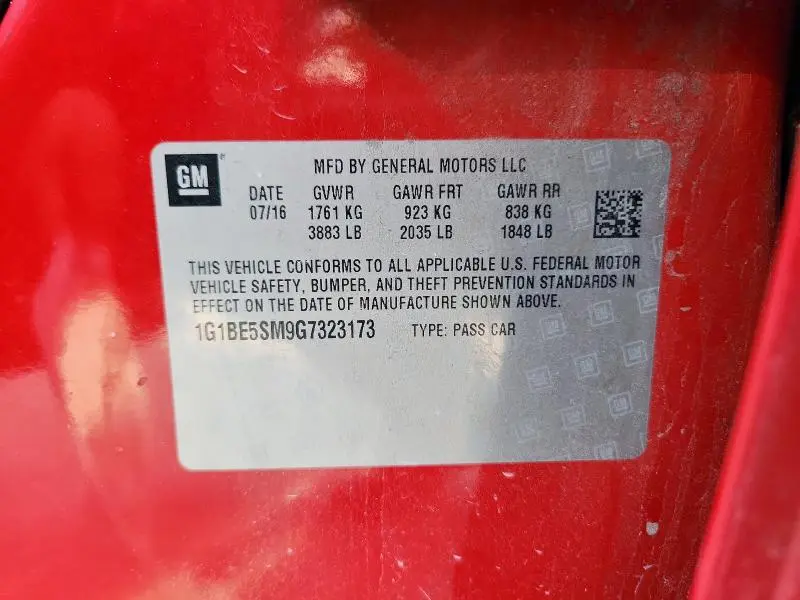 GM
MFD BY GENERAL MOTORS LLC
DATE GVWR GAWR FRT GAWR RR
07/16 1761 KG 923 KG 838 KG
3883 LB 2035 LB 1848 LB
THIS VEHICLE CONFORMS TO ALL APPLICABLE U.S. FEDERAL MOTOR
VEHICLE SAFETY, BUMPER, AND THEFT PREVENTION STANDARDS IN
EFFECT ON THE DATE OF MANUFACTURE SHOWN ABOVE.
1G1BE5SM9G7323173 TYPE: PASS CAR